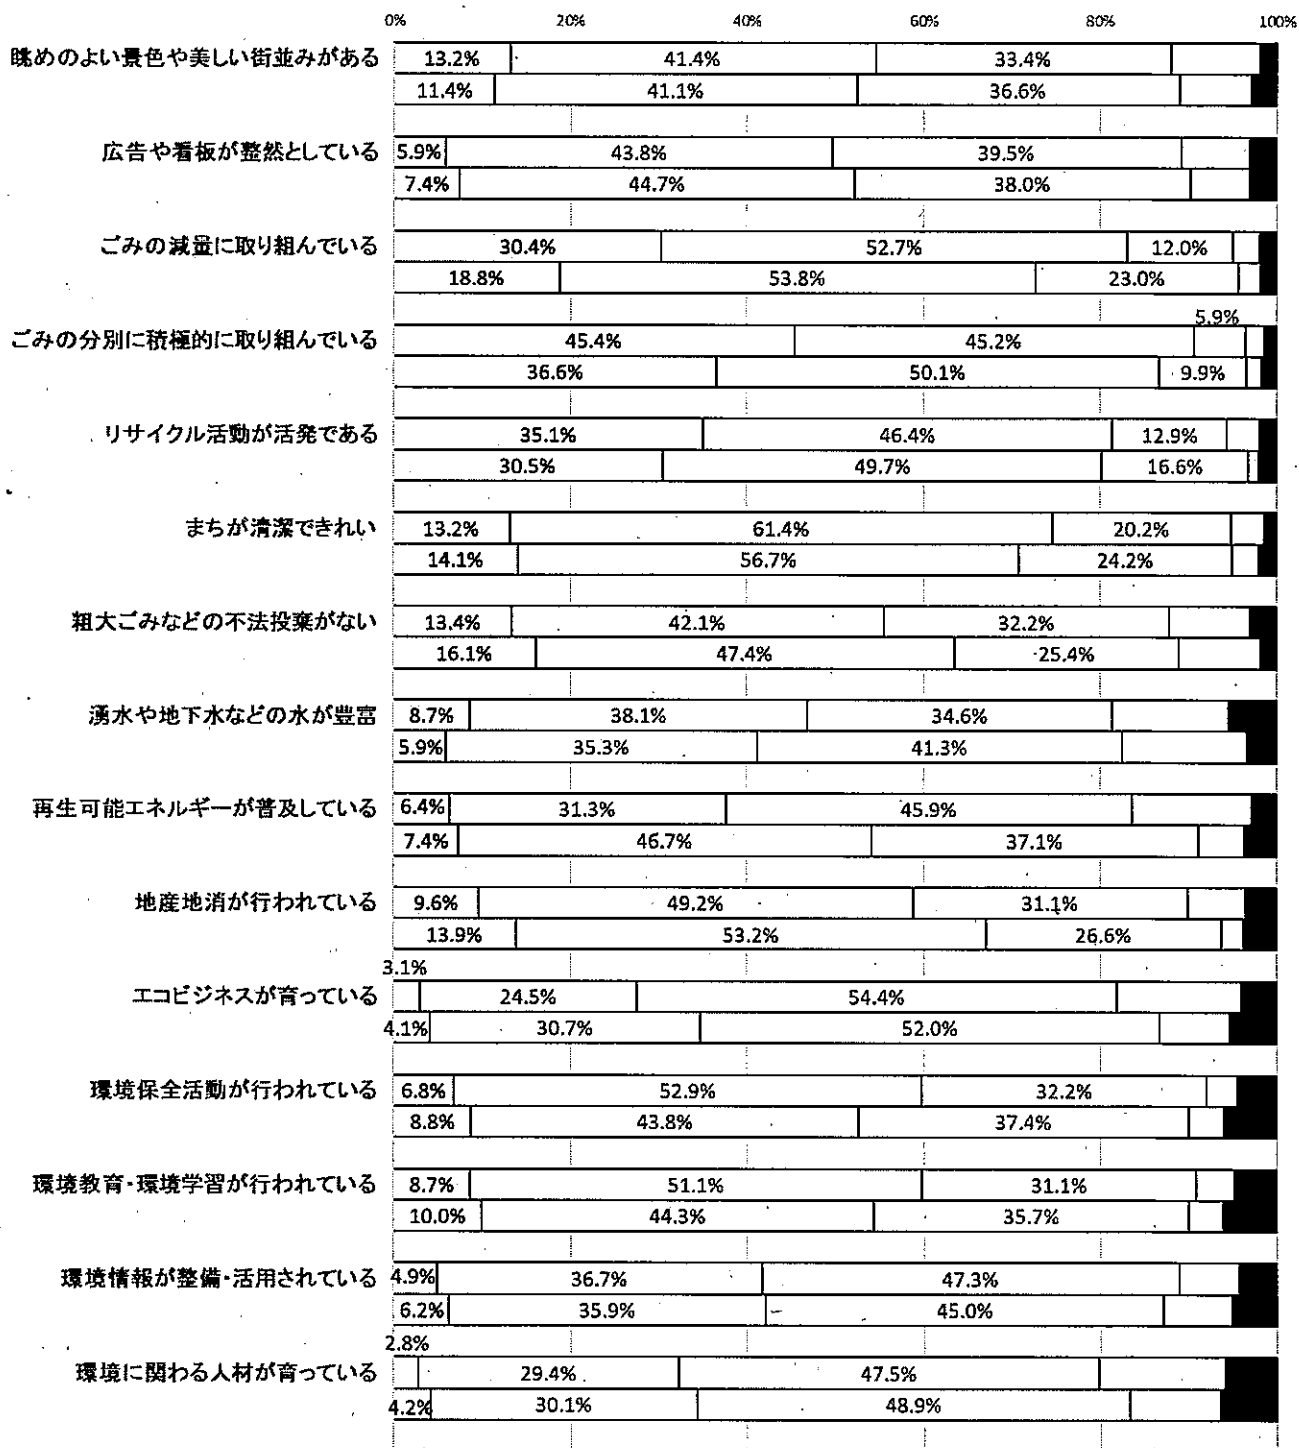 0% 20% 40% 60% 80% 100%
眺めのよい景色や美しい街並みがある 13.2% 41.4% 33.4%
11.4% 41.1% 36.6%
広告や看板が整然としている 5.9% 43.8% 39.5%
7.4% 44.7% 38.0%
ごみの減量に取り組んでいる 30.4% 52.7% 12.0%
18.8% 53.8% 23.0%
5.9%
ごみの分別に積極的に取り組んでいる 45.4% 45.2%
36.6% 50.1% 9.9%
リサイクル活動が活発である 35.1% 46.4% 12.9%
30.5% 49.7% 16.6%
まちが清潔できれい 13.2% 61.4% 20.2%
14.1% 56.7% 24.2%
粗大ごみなどの不法投棄がない 13.4% 42.1% 32.2%
16.1% 47.4% 25.4%
湧水や地下水などの水が豊富 8.7% 38.1% 34.6%
5.9% 35.3% 41.3%
再生可能エネルギーが普及している 6.4% 31.3% 45.9%
7.4% 46.7% 37.1%
地産地消が行われている 9.6% 49.2% 31.1%
13.9% 53.2% 26.6%
3.1%
エコビジネスが育っている 24.5% 54.4%
4.1% 30.7% 52.0%
環境保全活動が行われている 6.8% 52.9% 32.2%
8.8% 43.8% 37.4%
環境教育・環境学習が行われている 8.7% 51.1% 31.1%
10.0% 44.3% 35.7%
環境情報が整備・活用されている 4.9% 36.7% 47.3%
6.2% 35.9% 45.0%
2.8%
環境に関わる人材が育っている 29.4% 47.5%
4.2% 30.1% 48.9%